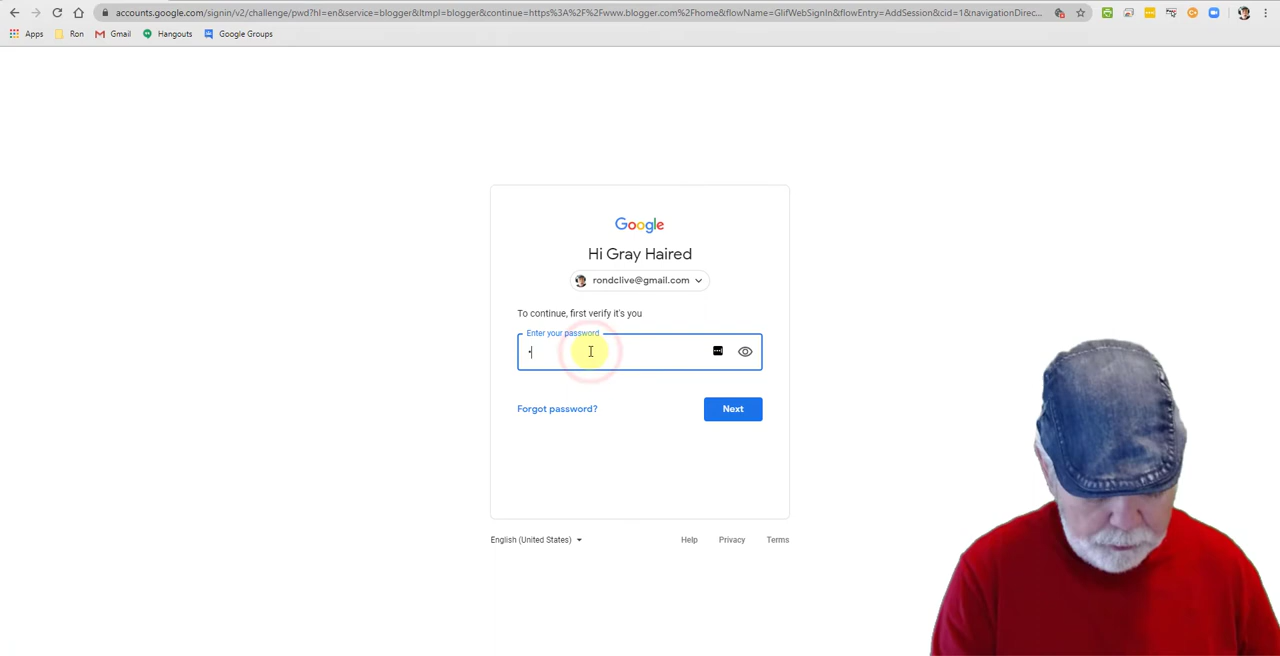 accounts.google.com/signin/v2/challenge/pwd?hl=en&service=blogger&ltmpl=blogger&continue=https%3A%2F%2Fwww.blogger.com%2Fhome&flowName=GlifWebSignIn&flowEntry=AddSession&cid=1&navigationDirec...
Apps Ron Gmail Hangouts Google Groups
Google
Hi Gray Haired
rondclive@gmail.com
To continue, first verify it's you
Enter your password
Forgot password? Next
English (United States) Help Privacy Terms